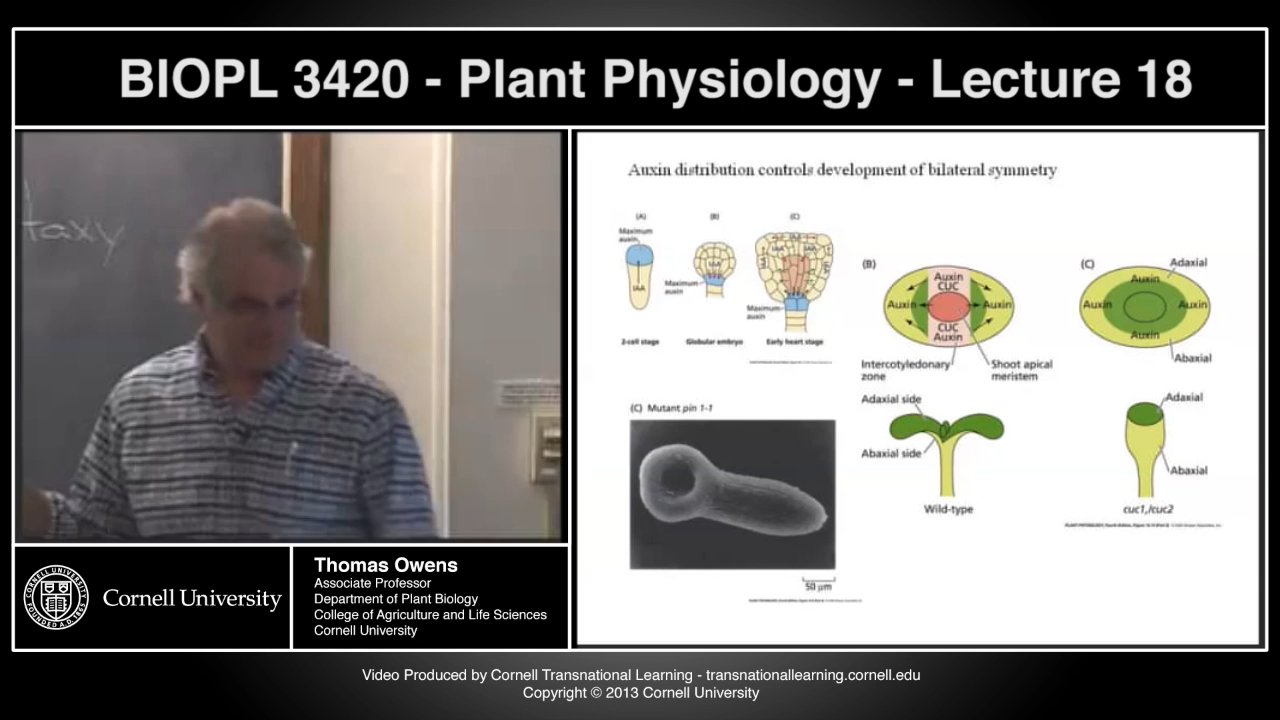 BIOPL 3420 - Plant Physiology - Lecture 18
taxy
Auxin distribution controls development of bilateral symmetry
(A)
(B)
(C)
Maximum
auxin
IAA
IAA
Maximum
auxin
IAA
IAA
IAA
IAA
IAA
Maximum
auxin
2-cell stage
Globular embryo
Early heart stage
(C) Mutant pin 1-1
50 µm
(B)
Auxin
CUC
Auxin
Auxin
CUC
Auxin
Intercotyledonary
zone
Shoot apical
meristem
Adaxial side
Abaxial side
Wild-type
(C)
Adaxial
Auxin
Auxin
Auxin
Auxin
Abaxial
Adaxial
Abaxial
cuc1,/cuc2
Cornell University
Thomas Owens
Associate Professor
Department of Plant Biology
College of Agriculture and Life Sciences
Cornell University
Video Produced by Cornell Transnational Learning - transnationallearning.cornell.edu
Copyright © 2013 Cornell University